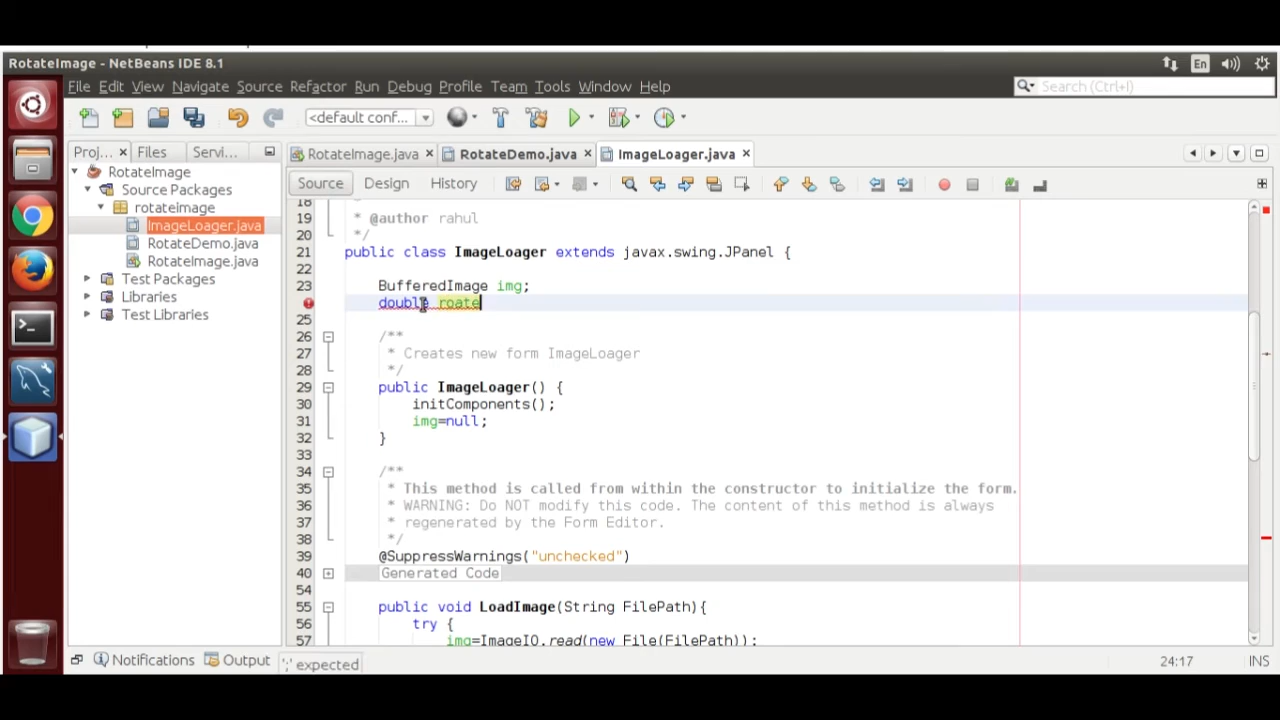 RotateImage - NetBeans IDE 8.1
En
File Edit View Navigate Source Refactor Run Debug Profile Team Tools Window Help
Search (Ctrl+I)
<default conf...
Proj... × Files Servi...
RotateImage.java × RotateDemo.java × ImageLoager.java ×
RotateImage
Source Packages
rotateimage
ImageLoager.java
RotateDemo.java
RotateImage.java
Test Packages
Libraries
Test Libraries
Source Design History
18
19 * @author rahul
20 */
21 public class ImageLoager extends javax.swing.JPanel {
22
23 BufferedImage img;
double roate
25
26 /**
27 * Creates new form ImageLoager
28 */
29 public ImageLoager() {
30 initComponents();
31 img=null;
32 }
33
34 /**
35 * This method is called from within the constructor to initialize the form.
36 * WARNING: Do NOT modify this code. The content of this method is always
37 * regenerated by the Form Editor.
38 */
39 @SuppressWarnings("unchecked")
40 Generated Code
54
55 public void LoadImage(String FilePath){
56 try {
57 img=ImageIO.read(new File(FilePath));
Notifications Output ';' expected 24:17 INS